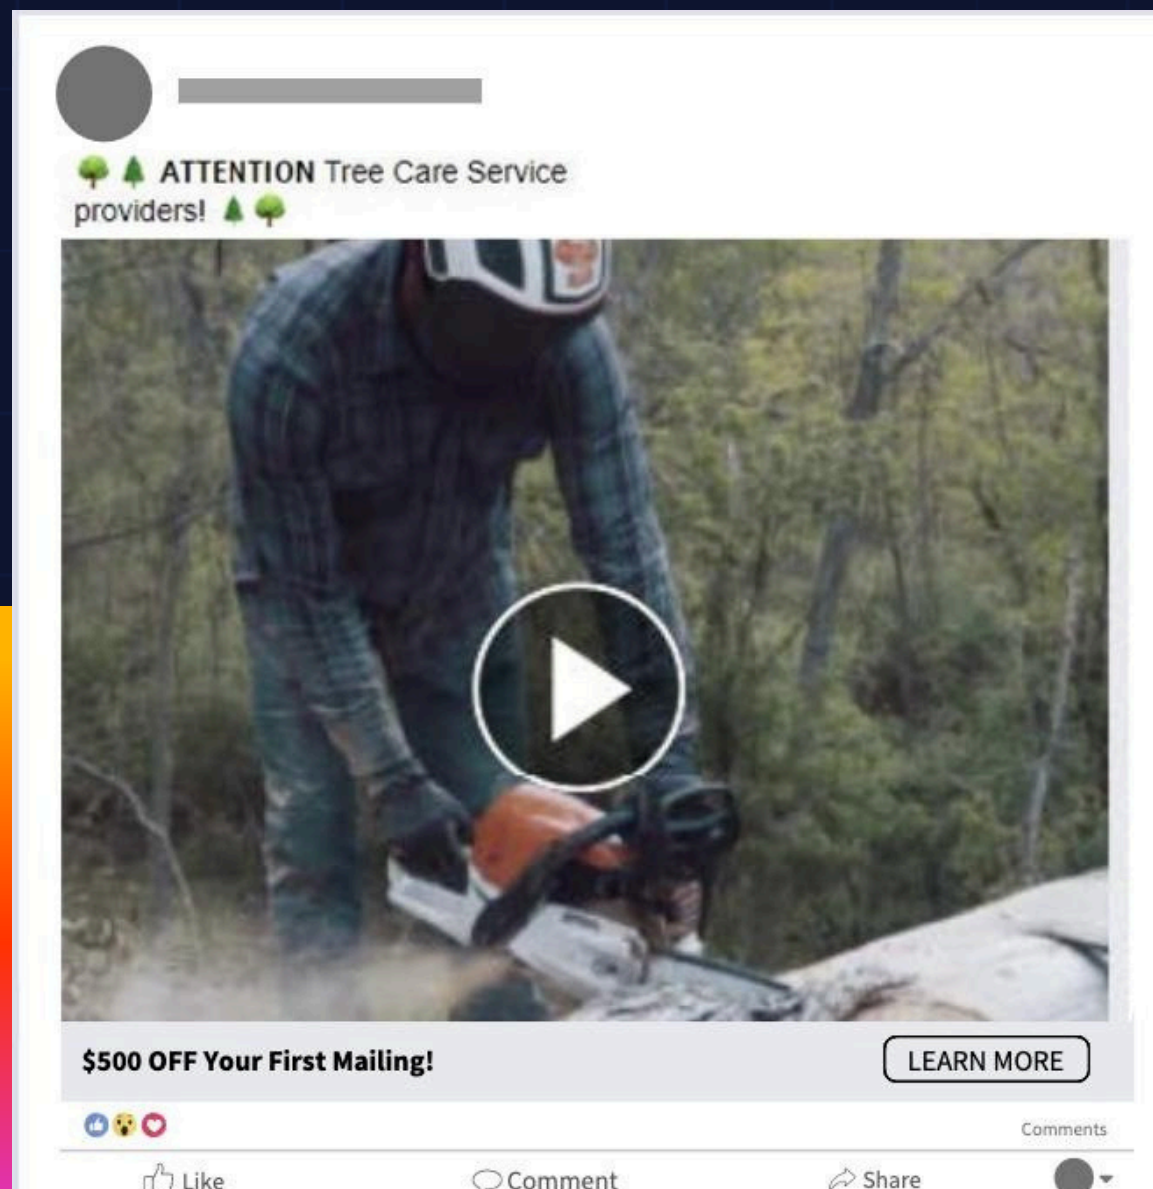 ATTENTION Tree Care Service
providers!
$500 OFF Your First Mailing!
LEARN MORE
Comments
Like
Comment
Share